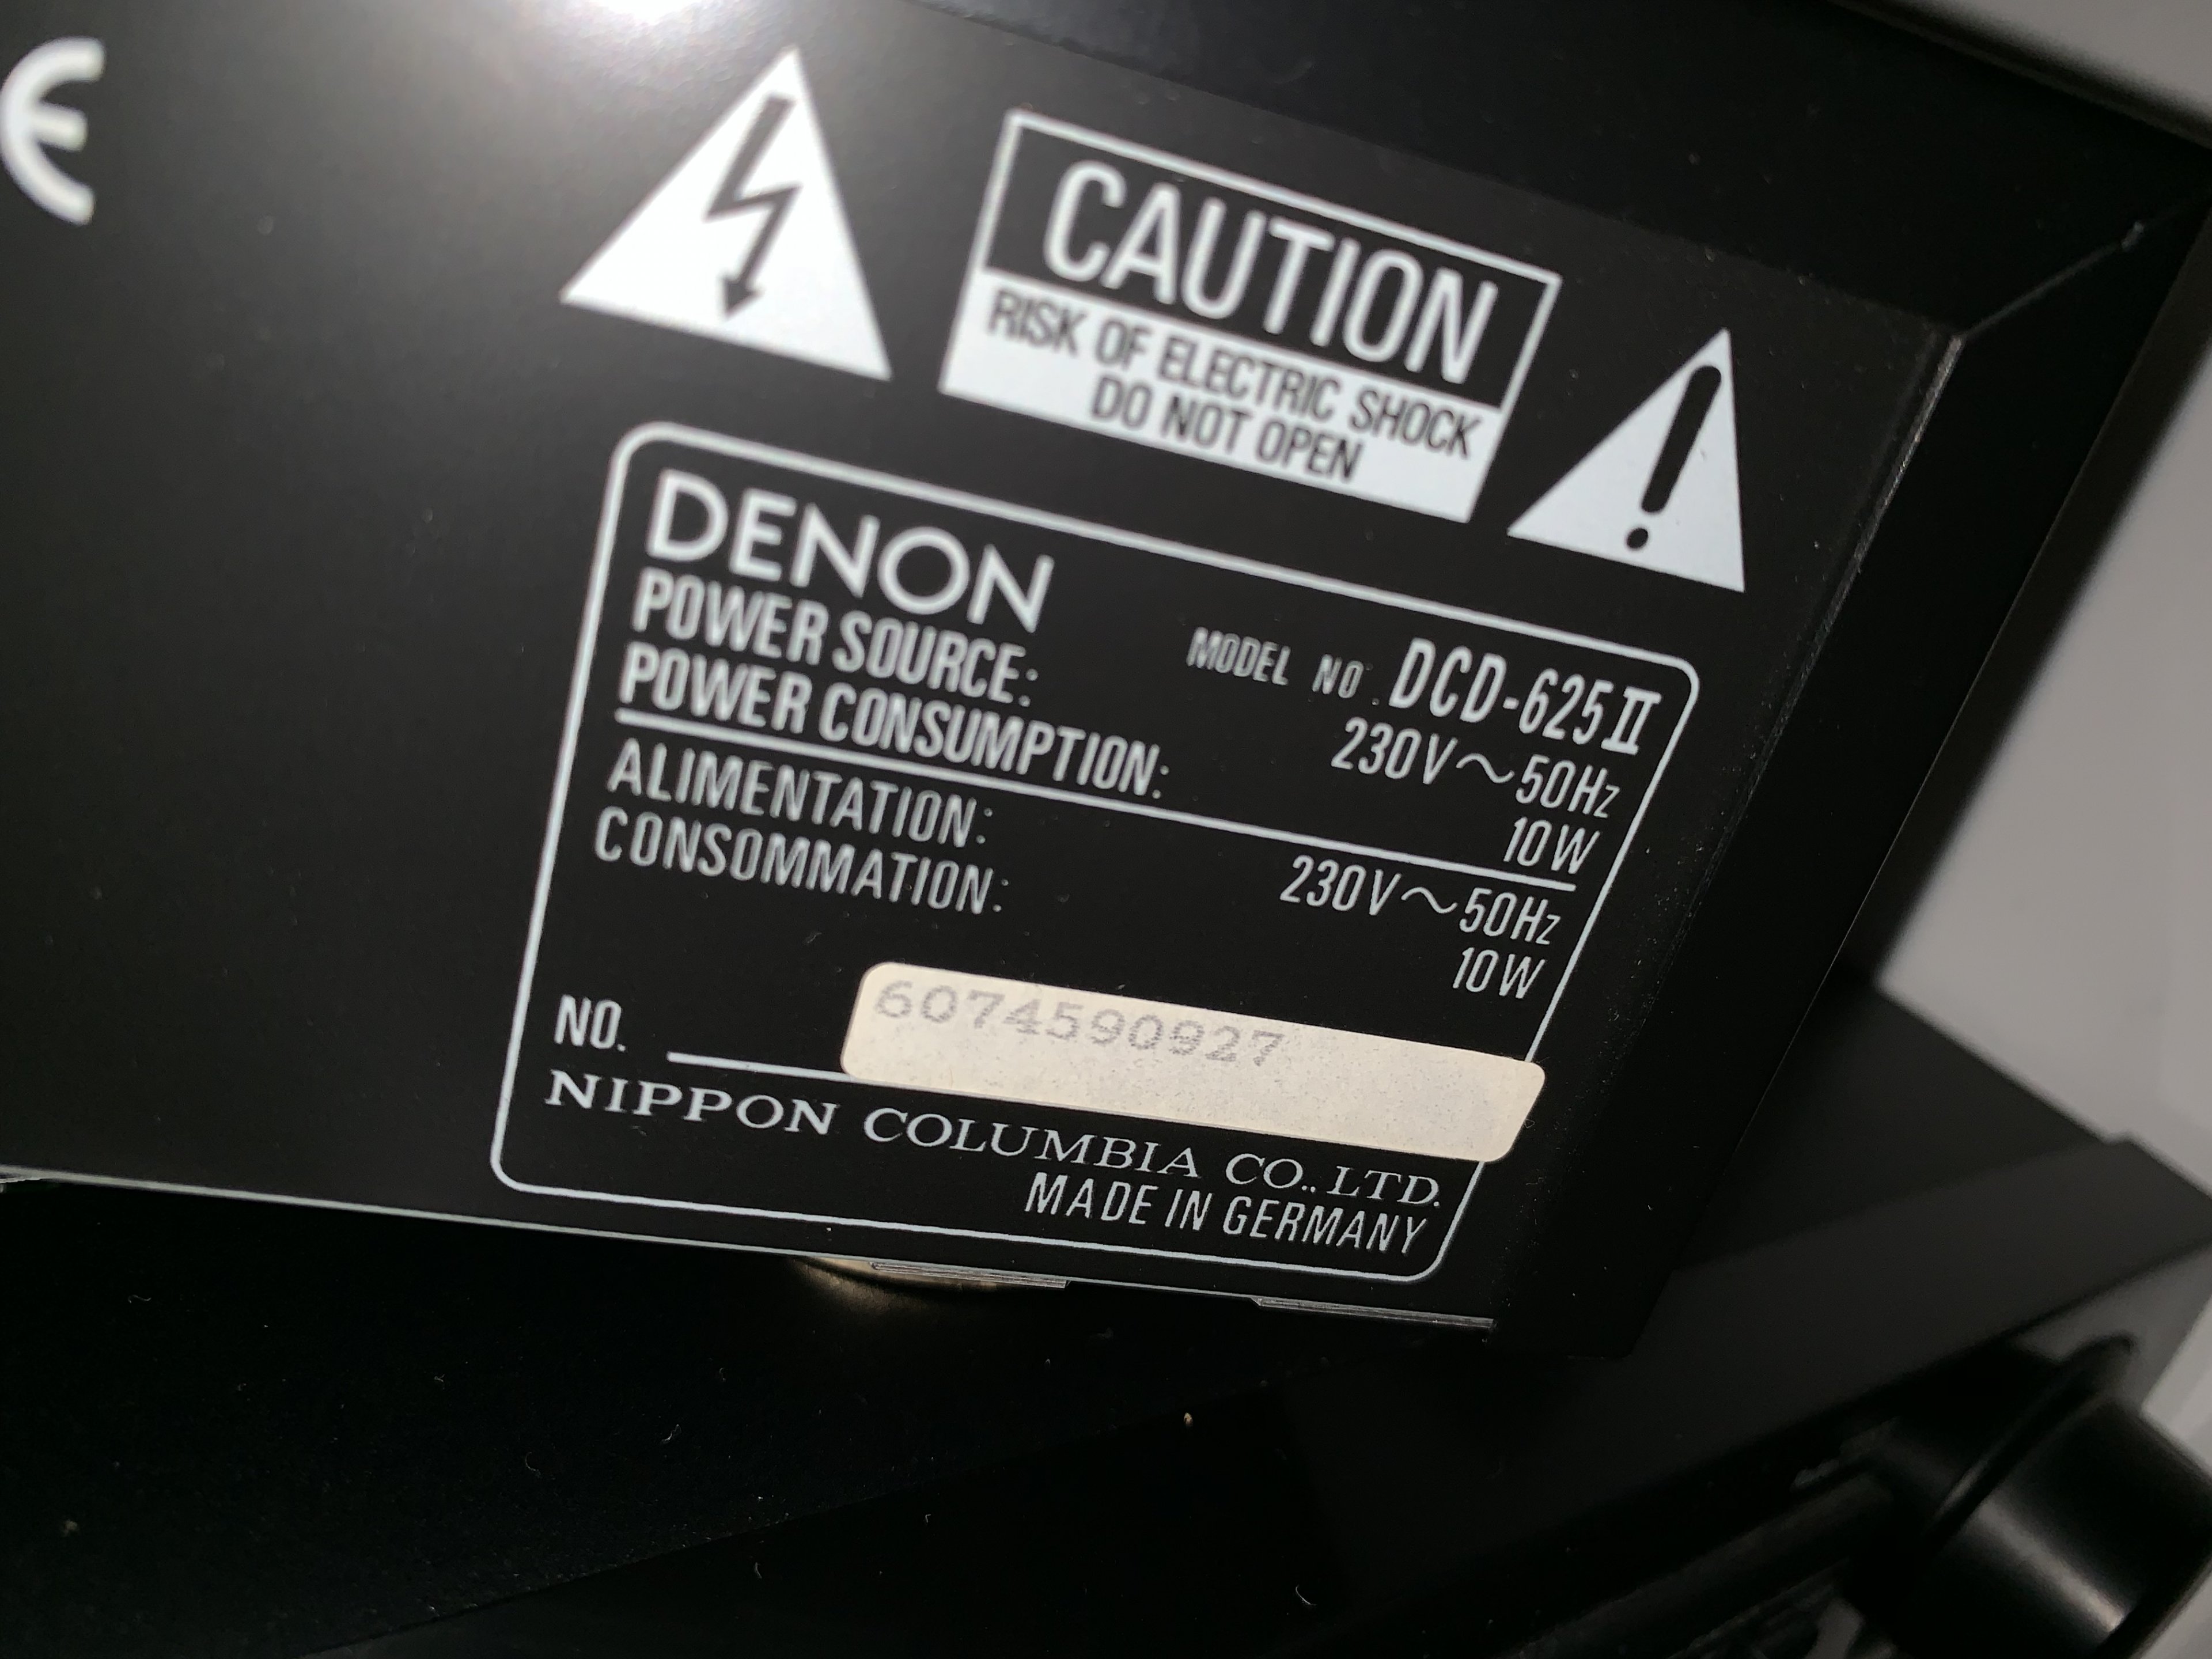 CE
CAUTION
RISK OF ELECTRIC SHOCK
DO NOT OPEN
DENON
MODEL NO. DCD-625II
POWER SOURCE: 230V～50Hz
POWER CONSUMPTION: 10W
ALIMENTATION: 230V～50Hz
CONSOMMATION: 10W
NO. 6074590927
NIPPON COLUMBIA CO., LTD.
MADE IN GERMANY